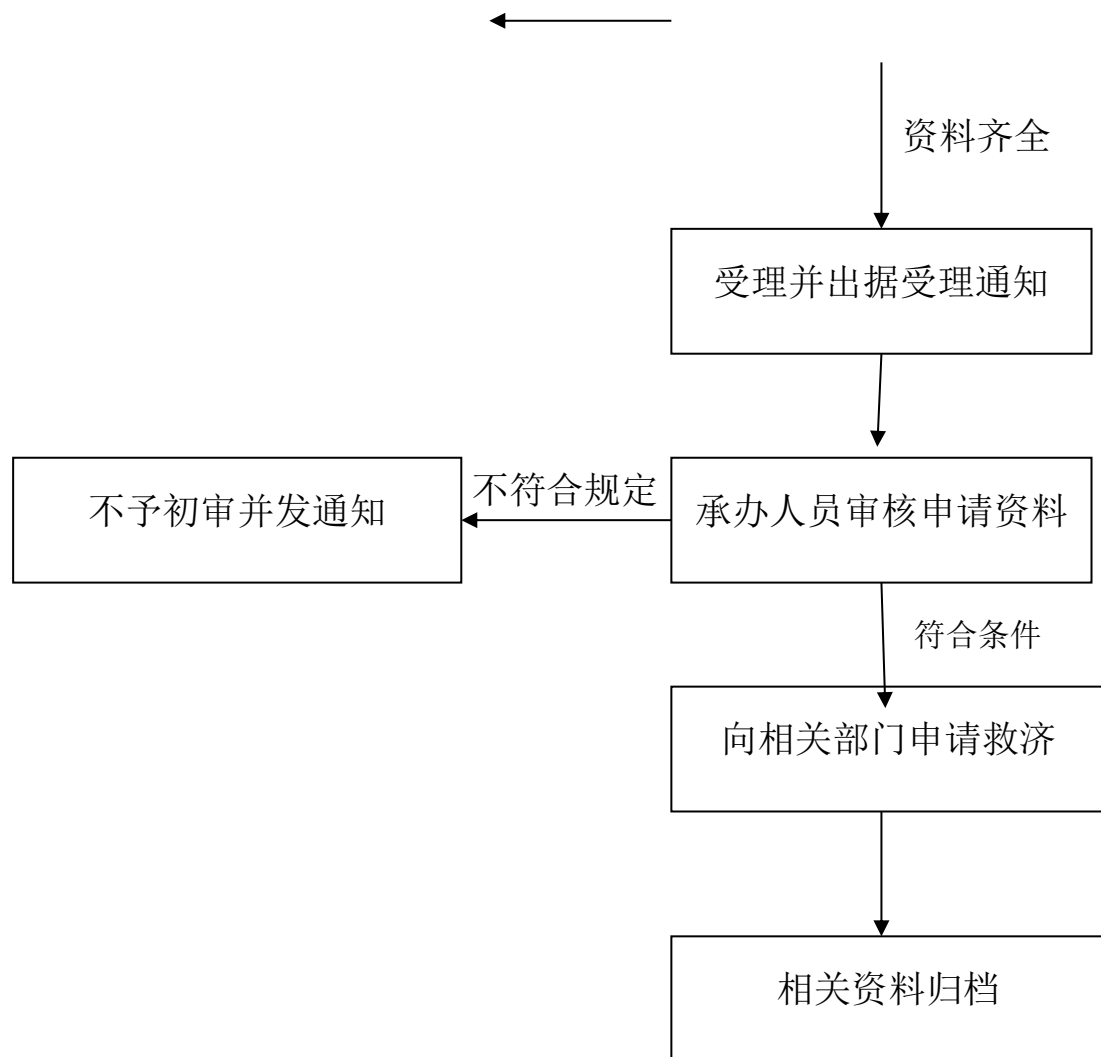 资料齐全
受理并出据受理通知
不予初审并发通知
不符合规定
承办人员审核申请资料
符合条件
向相关部门申请救济
相关资料归档